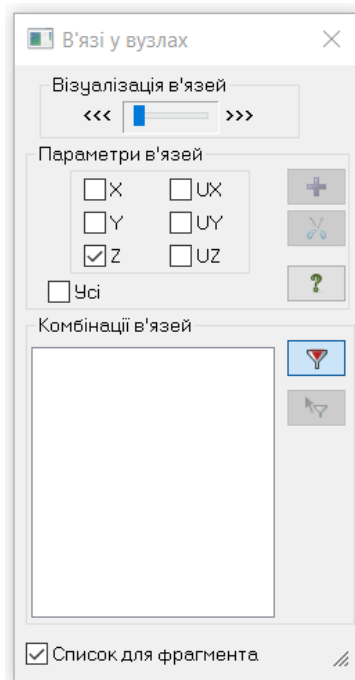 В'язі у вузлах
Візуалізація в'язей
<<< >>>
Параметри в'язей
X UX
Y UY
Z UZ
Усі
?
Комбінації в'язей
Список для фрагмента